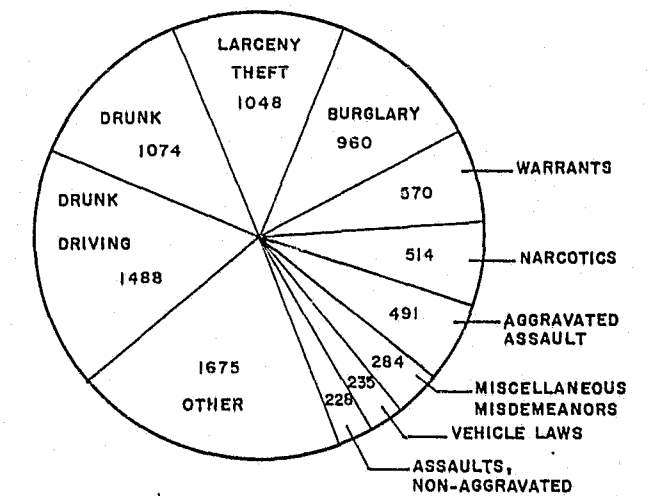 LARCENY
THEFT
1048
BURGLARY
960
WARRANTS
570
NARCOTICS
514
AGGRAVATED
ASSAULT
491
MISCELLANEOUS
MISDEMEANORS
284
VEHICLE LAWS
235
ASSAULTS,
NON-AGGRAVATED
228
1675
OTHER
DRUNK
DRIVING
1488
DRUNK
1074